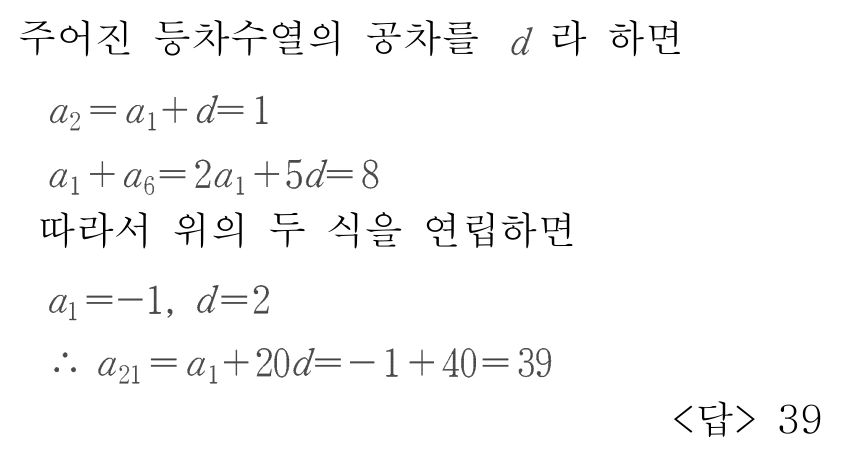 주어진 등차수열의 공차를 d 라 하면
a₂ = a₁ + d = 1
a₁ + a₆ = 2a₁ + 5d = 8
따라서 위의 두 식을 연립하면
a₁ = −1, d = 2
∴ a₂₁ = a₁ + 20d = −1 + 40 = 39
<답> 39